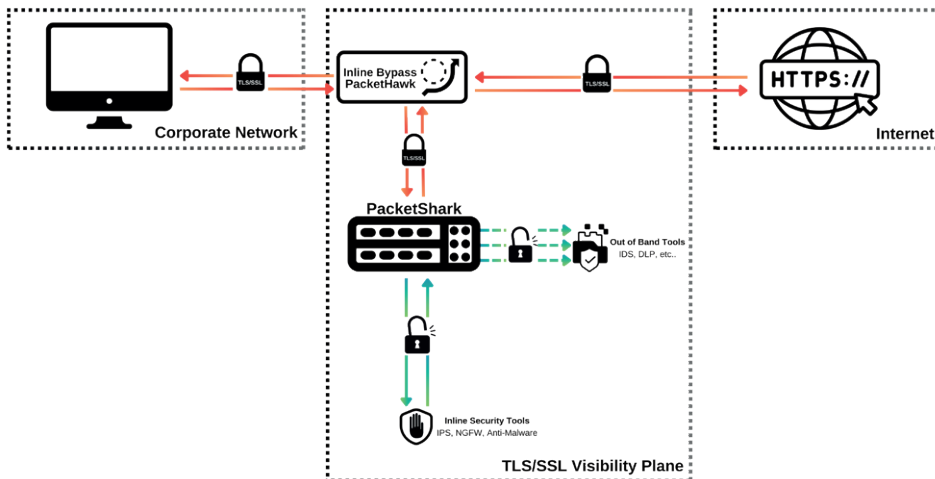 HTTPS://
TLS/SSL
Inline Bypass
PacketHawk
TLS/SSL
Corporate Network
Internet
TLS/SSL
PacketShark
Out of Band Tools
IDS, DLP, etc..
Inline Security Tools
IPS, NGFW, Anti-Malware
TLS/SSL Visibility Plane